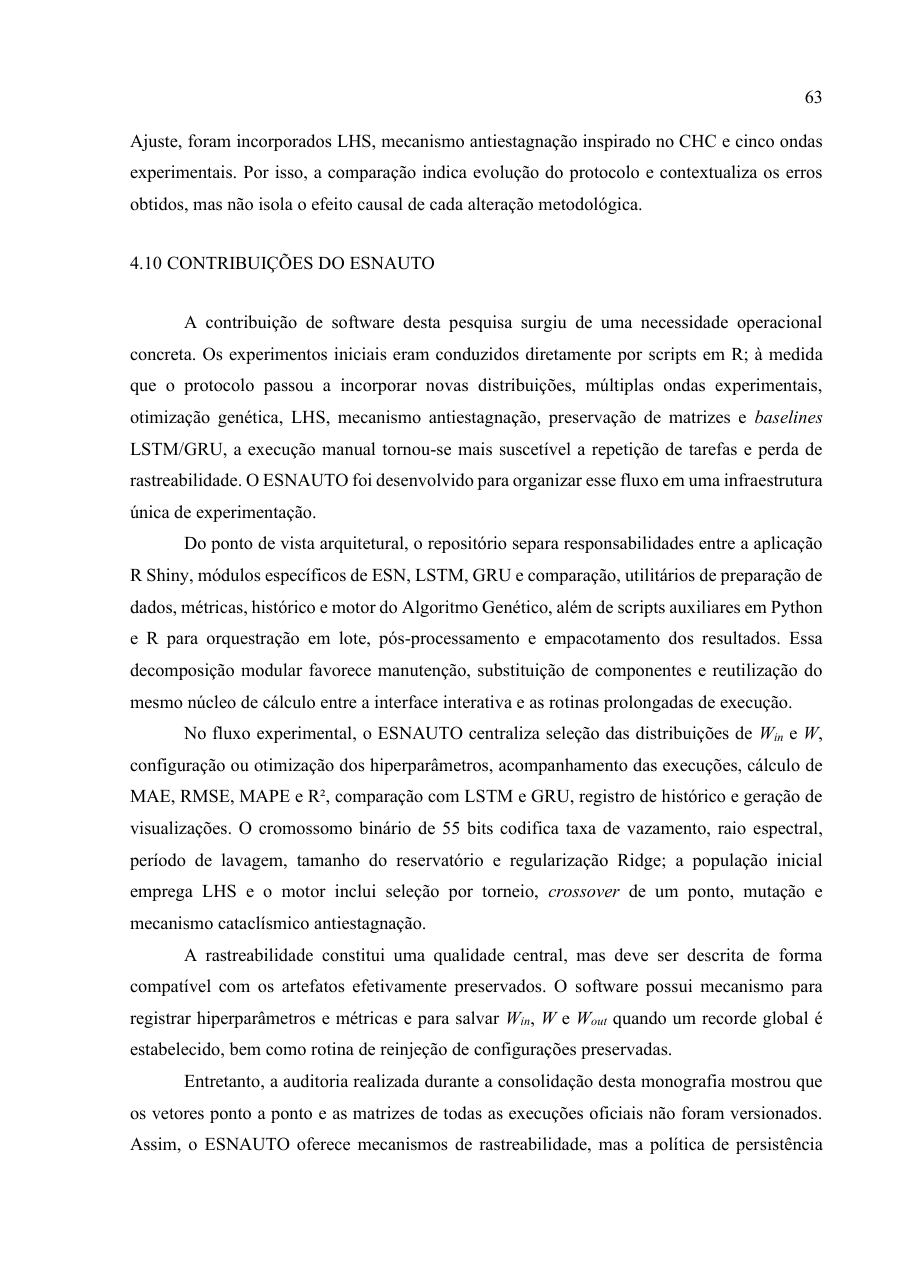 63
Ajuste, foram incorporados LHS, mecanismo antiestagnação inspirado no CHC e cinco ondas
experimentais. Por isso, a comparação indica evolução do protocolo e contextualiza os erros
obtidos, mas não isola o efeito causal de cada alteração metodológica.
4.10 CONTRIBUIÇÕES DO ESNAUTO
A contribuição de software desta pesquisa surgiu de uma necessidade operacional
concreta. Os experimentos iniciais eram conduzidos diretamente por scripts em R; à medida
que o protocolo passou a incorporar novas distribuições, múltiplas ondas experimentais,
otimização genética, LHS, mecanismo antiestagnação, preservação de matrizes e baselines
LSTM/GRU, a execução manual tornou-se mais suscetível a repetição de tarefas e perda de
rastreabilidade. O ESNAUTO foi desenvolvido para organizar esse fluxo em uma infraestrutura
única de experimentação.
Do ponto de vista arquitetural, o repositório separa responsabilidades entre a aplicação
R Shiny, módulos específicos de ESN, LSTM, GRU e comparação, utilitários de preparação de
dados, métricas, histórico e motor do Algoritmo Genético, além de scripts auxiliares em Python
e R para orquestração em lote, pós-processamento e empacotamento dos resultados. Essa
decomposição modular favorece manutenção, substituição de componentes e reutilização do
mesmo núcleo de cálculo entre a interface interativa e as rotinas prolongadas de execução.
No fluxo experimental, o ESNAUTO centraliza seleção das distribuições de Win e W,
configuração ou otimização dos hiperparâmetros, acompanhamento das execuções, cálculo de
MAE, RMSE, MAPE e R², comparação com LSTM e GRU, registro de histórico e geração de
visualizações. O cromossomo binário de 55 bits codifica taxa de vazamento, raio espectral,
período de lavagem, tamanho do reservatório e regularização Ridge; a população inicial
emprega LHS e o motor inclui seleção por torneio, crossover de um ponto, mutação e
mecanismo cataclísmico antiestagnação.
A rastreabilidade constitui uma qualidade central, mas deve ser descrita de forma
compatível com os artefatos efetivamente preservados. O software possui mecanismo para
registrar hiperparâmetros e métricas e para salvar Win, W e Wout quando um recorde global é
estabelecido, bem como rotina de reinjeção de configurações preservadas.
Entretanto, a auditoria realizada durante a consolidação desta monografia mostrou que
os vetores ponto a ponto e as matrizes de todas as execuções oficiais não foram versionados.
Assim, o ESNAUTO oferece mecanismos de rastreabilidade, mas a política de persistência